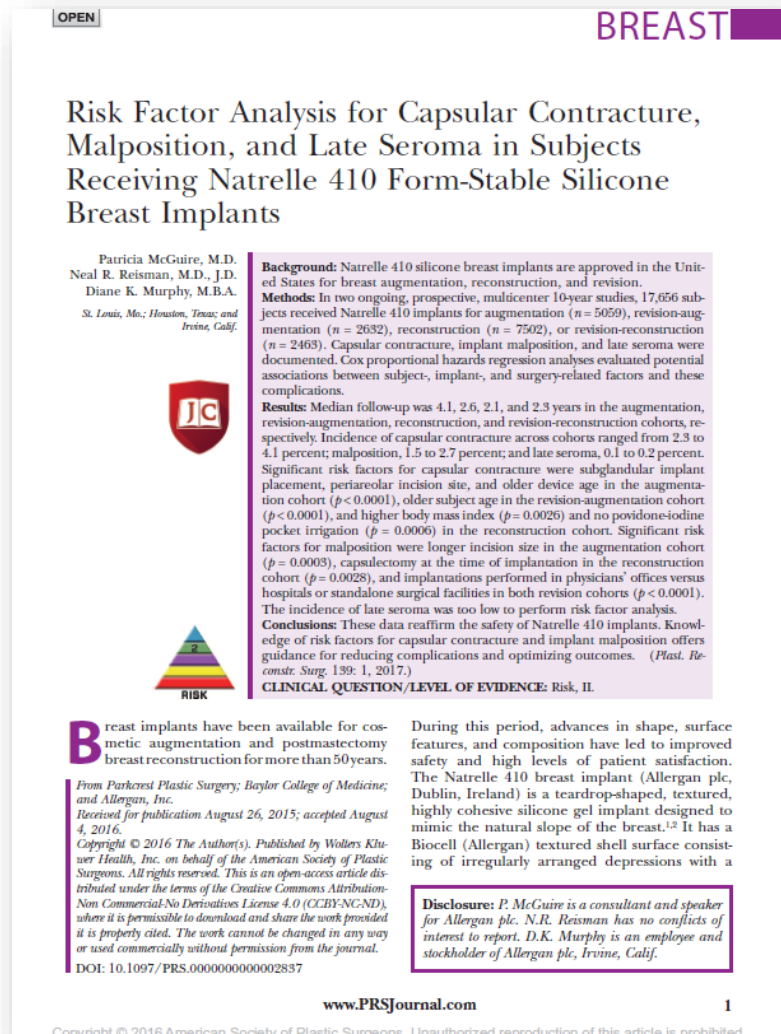 OPEN
BREAST
Risk Factor Analysis for Capsular Contracture,
Malposition, and Late Seroma in Subjects
Receiving Natrelle 410 Form-Stable Silicone
Breast Implants
Patricia McGuire, M.D.
Neal R. Reisman, M.D., J.D.
Diane K. Murphy, M.B.A.
St. Louis, Mo.; Houston, Texas; and
Irvine, Calif.
JC
2
RISK
Background: Natrelle 410 silicone breast implants are approved in the Unit-
ed States for breast augmentation, reconstruction, and revision.
Methods: In two ongoing, prospective, multicenter 10-year studies, 17,656 sub-
jects received Natrelle 410 implants for augmentation (n = 5059), revision-aug-
mentation (n = 2632), reconstruction (n = 7502), or revision-reconstruction
(n = 2463). Capsular contracture, implant malposition, and late seroma were
documented. Cox proportional hazards regression analyses evaluated potential
associations between subject-, implant-, and surgery-related factors and these
complications.
Results: Median follow-up was 4.1, 2.6, 2.1, and 2.3 years in the augmentation,
revision-augmentation, reconstruction, and revision-reconstruction cohorts, re-
spectively. Incidence of capsular contracture across cohorts ranged from 2.3 to
4.1 percent; malposition, 1.5 to 2.7 percent; and late seroma, 0.1 to 0.2 percent.
Significant risk factors for capsular contracture were subglandular implant
placement, periareolar incision site, and older device age in the augmenta-
tion cohort (p < 0.0001), older subject age in the revision-augmentation cohort
(p < 0.0001), and higher body mass index (p = 0.0026) and no povidone-iodine
pocket irrigation (p = 0.0006) in the reconstruction cohort. Significant risk
factors for malposition were longer incision size in the augmentation cohort
(p = 0.0003), capsulectomy at the time of implantation in the reconstruction
cohort (p = 0.0028), and implantations performed in physicians' offices versus
hospitals or standalone surgical facilities in both revision cohorts (p < 0.0001).
The incidence of late seroma was too low to perform risk factor analysis.
Conclusions: These data reaffirm the safety of Natrelle 410 implants. Knowl-
edge of risk factors for capsular contracture and implant malposition offers
guidance for reducing complications and optimizing outcomes. (Plast. Re-
constr. Surg. 139: 1, 2017.)
CLINICAL QUESTION/LEVEL OF EVIDENCE: Risk, II.
Breast implants have been available for cos-
metic augmentation and postmastectomy
breast reconstruction for more than 50 years.
From Parkcrest Plastic Surgery; Baylor College of Medicine;
and Allergan, Inc.
Received for publication August 26, 2015; accepted August
4, 2016.
Copyright © 2016 The Author(s). Published by Wolters Klu-
wer Health, Inc. on behalf of the American Society of Plastic
Surgeons. All rights reserved. This is an open-access article dis-
tributed under the terms of the Creative Commons Attribution-
Non Commercial-No Derivatives License 4.0 (CCBY-NC-ND),
where it is permissible to download and share the work provided
it is properly cited. The work cannot be changed in any way
or used commercially without permission from the journal.
DOI: 10.1097/PRS.0000000000002837
During this period, advances in shape, surface
features, and composition have led to improved
safety and high levels of patient satisfaction.
The Natrelle 410 breast implant (Allergan plc,
Dublin, Ireland) is a teardrop-shaped, textured,
highly cohesive silicone gel implant designed to
mimic the natural slope of the breast.1,2 It has a
Biocell (Allergan) textured shell surface consist-
ing of irregularly arranged depressions with a
Disclosure: P. McGuire is a consultant and speaker
for Allergan plc. N.R. Reisman has no conflicts of
interest to report. D.K. Murphy is an employee and
stockholder of Allergan plc, Irvine, Calif.
www.PRSJournal.com
1
Copyright © 2016 American Society of Plastic Surgeons. Unauthorized reproduction of this article is prohibited.